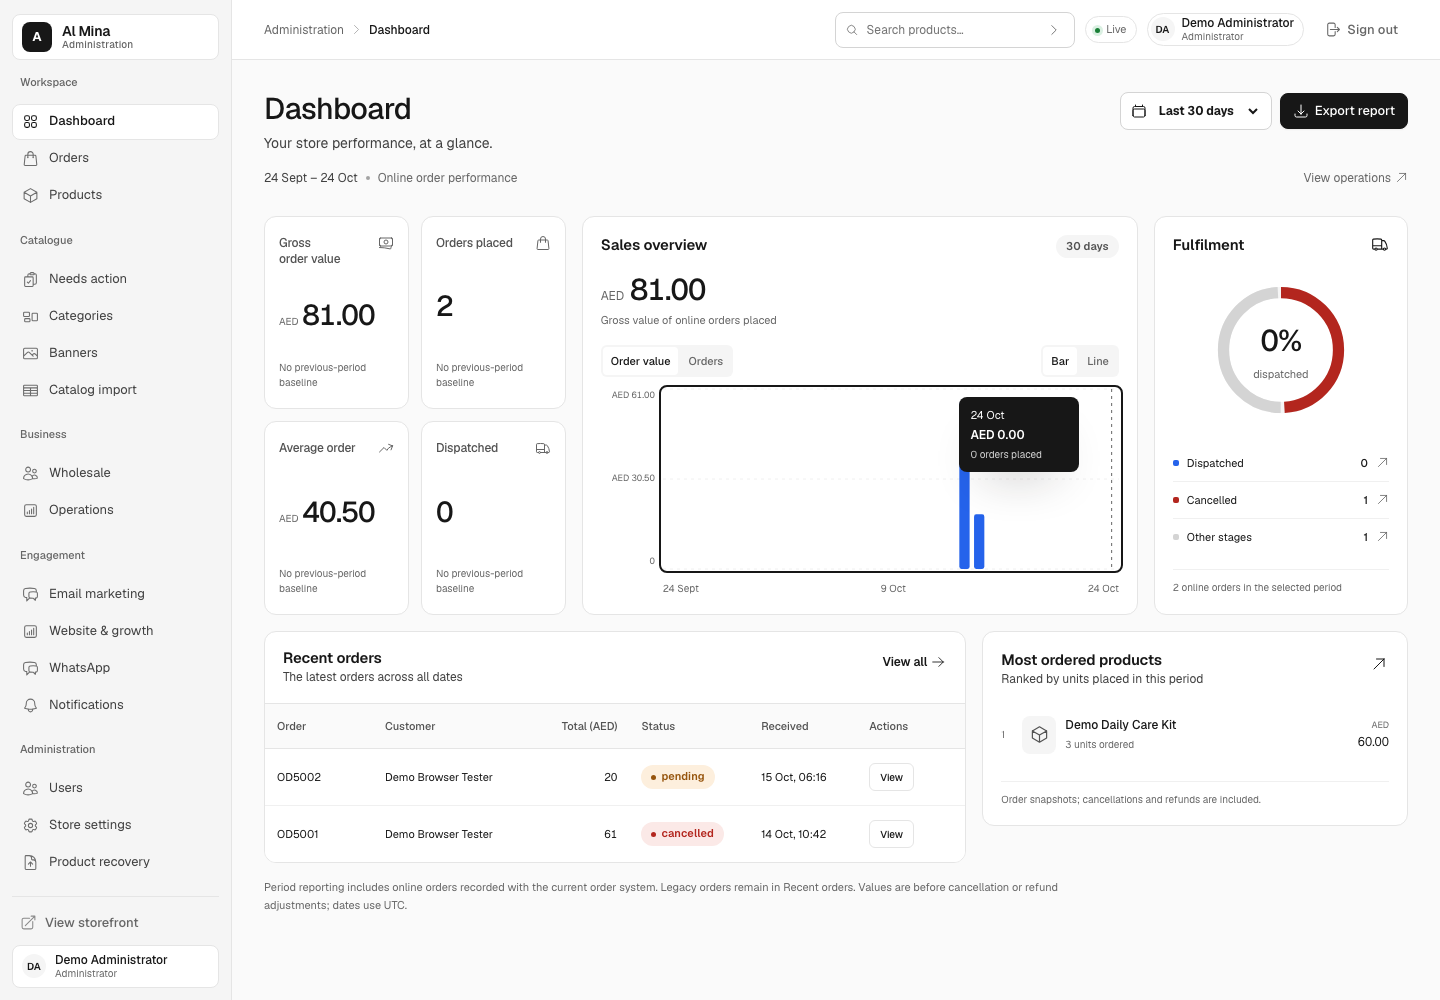 A
Al Mina
Administration
Workspace
Dashboard
Orders
Products
Catalogue
Needs action
Categories
Banners
Catalog import
Business
Wholesale
Operations
Engagement
Email marketing
Website & growth
WhatsApp
Notifications
Administration
Users
Store settings
Product recovery
View storefront
DA
Demo Administrator
Administrator
Administration
Dashboard
Search products...
Live
DA
Demo Administrator
Administrator
Sign out
Dashboard
Your store performance, at a glance.
Last 30 days
Export report
24 Sept – 24 Oct • Online order performance
View operations
Gross
order value
AED 81.00
No previous-period
baseline
Orders placed
2
No previous-period
baseline
Average order
AED 40.50
No previous-period
baseline
Dispatched
0
No previous-period
baseline
Sales overview
30 days
AED 81.00
Gross value of online orders placed
Order value Orders
Bar Line
AED 61.00
AED 30.50
0
24 Oct
AED 0.00
0 orders placed
24 Sept 9 Oct 24 Oct
Fulfilment
0%
dispatched
Dispatched 0
Cancelled 1
Other stages 1
2 online orders in the selected period
Recent orders
The latest orders across all dates
View all
Order Customer Total (AED) Status Received Actions
OD5002 Demo Browser Tester 20 pending 15 Oct, 06:16 View
OD5001 Demo Browser Tester 61 cancelled 14 Oct, 10:42 View
Most ordered products
Ranked by units placed in this period
1
Demo Daily Care Kit
3 units ordered
AED
60.00
Order snapshots; cancellations and refunds are included.
Period reporting includes online orders recorded with the current order system. Legacy orders remain in Recent orders. Values are before cancellation or refund
adjustments; dates use UTC.